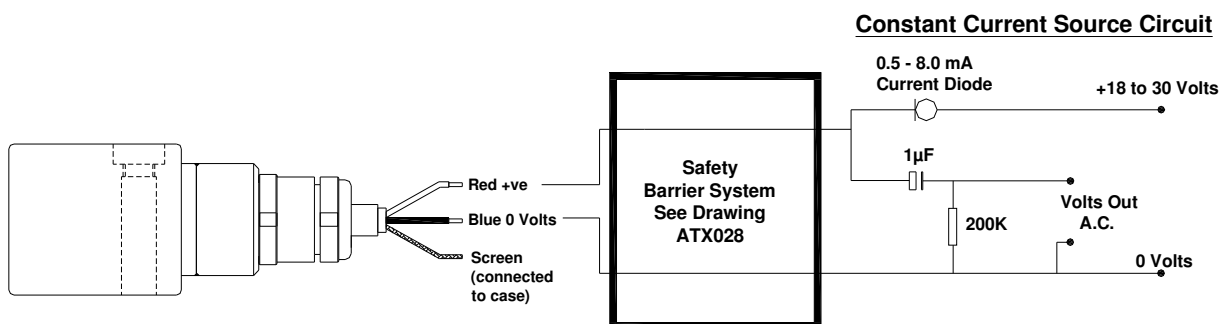 Constant Current Source Circuit
0.5 - 8.0 mA
Current Diode
+18 to 30 Volts
1µF
Red +ve
Safety
Barrier System
See Drawing
ATX028
Volts Out
A.C.
Blue 0 Volts
200K
Screen
(connected
to case)
0 Volts